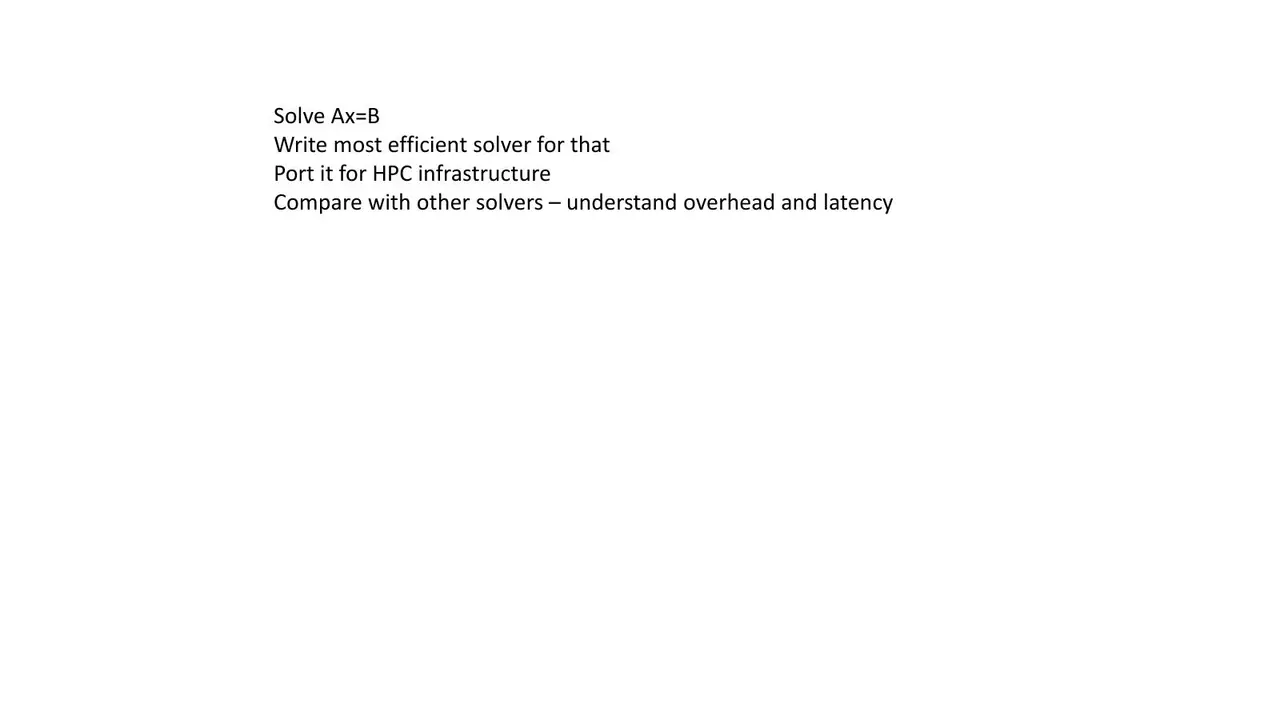 Solve Ax=B
Write most efficient solver for that
Port it for HPC infrastructure
Compare with other solvers – understand overhead and latency